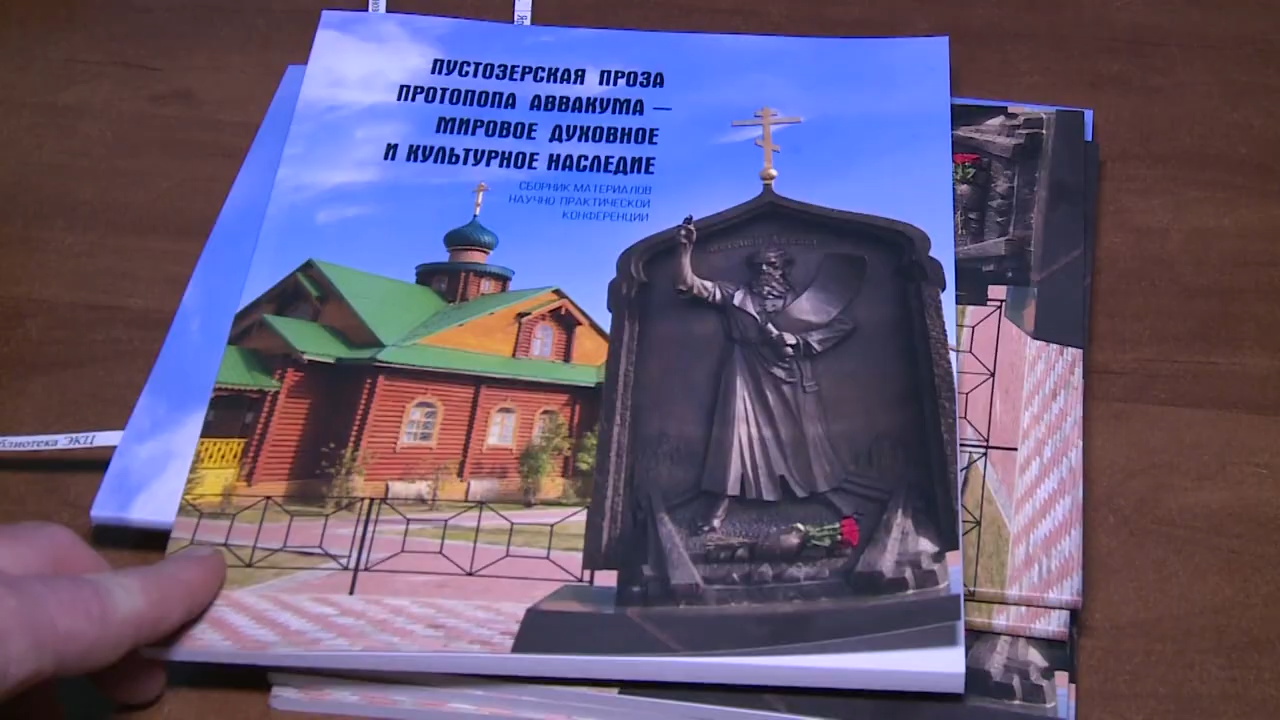 ПУСТОЗЕРСКАЯ ПРОЗА
ПРОТОПОПА АВВАКУМА –
МИРОВОЕ ДУХОВНОЕ
И КУЛЬТУРНОЕ НАСЛЕДИЕ
СБОРНИК МАТЕРИАЛОВ
НАУЧНО ПРАКТИЧЕСКОЙ
КОНФЕРЕНЦИИ
блиотека ЭКЦ